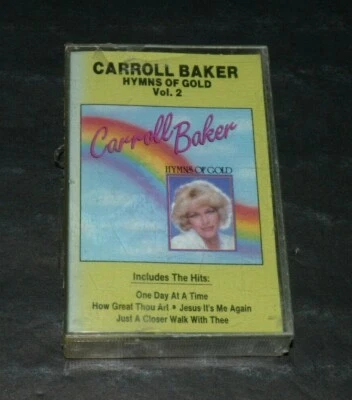 CARROLL BAKER
HYMNS OF GOLD
Vol. 2
Carroll Baker
HYMNS OF GOLD
Includes The Hits:
One Day At A Time
How Great Thou Art • Jesus It's Me Again
Just A Closer Walk With Thee